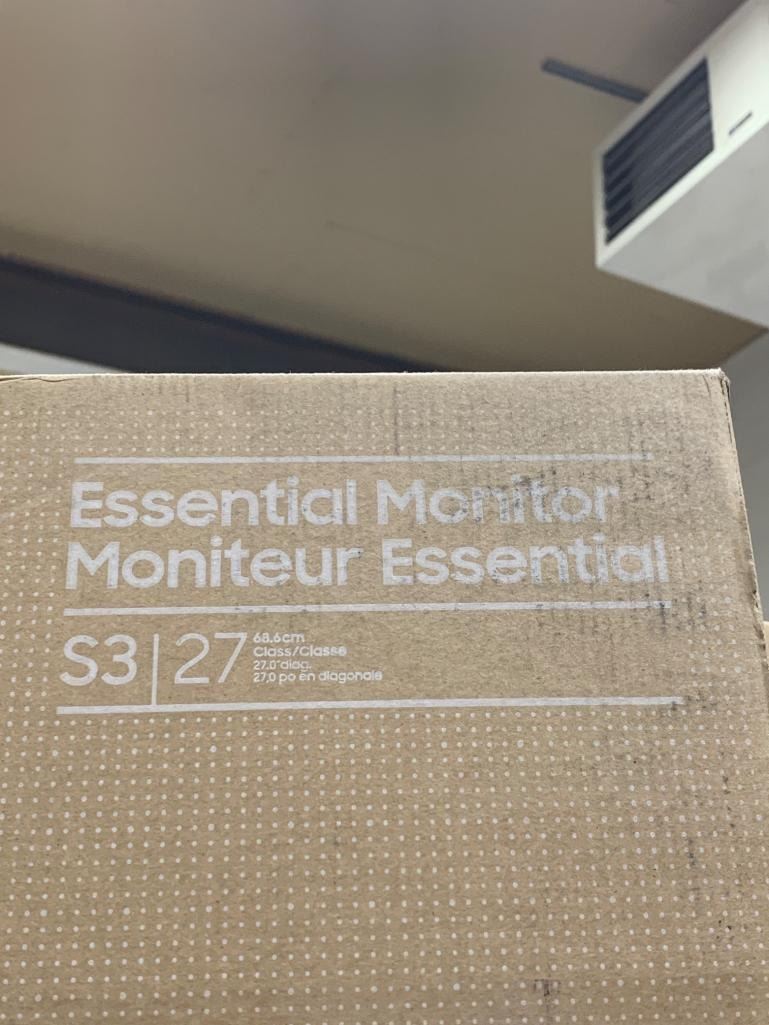 Essential Monitor
Moniteur Essential
S3|27
68.6cm
Class/Classe
27.0"diag.
27,0 po en diagonale